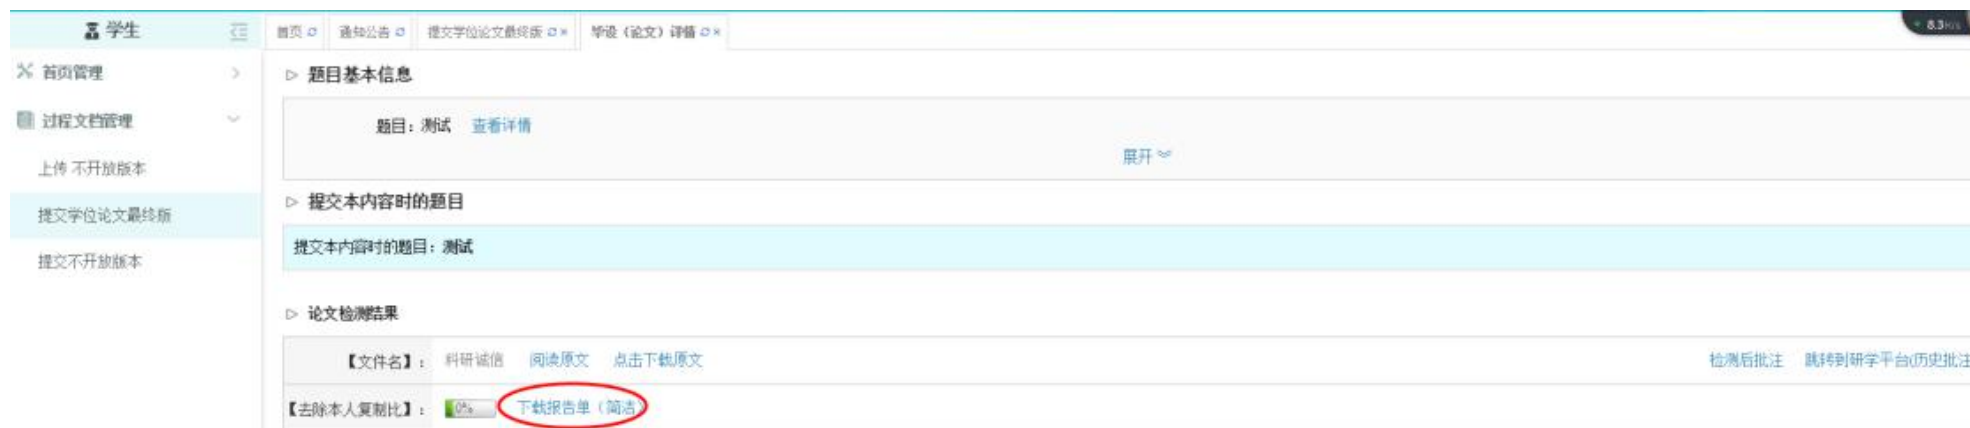 学生
首页 通知公告 提交学位论文最终版 毕设（论文）详情
8.3K/s
首页管理
题目基本信息
过程文档管理
题目：测试 查看详情
展开
上传 不开放版本
提交本内容时的题目
提交学位论文最终版
提交本内容时的题目：测试
提交不开放版本
论文检测结果
【文件名】： 科研诚信 阅读原文 点击下载原文 检测后批注 跳转到研学平台(历史批注
【去除本人复制比】： 0% 下载报告单（简洁）